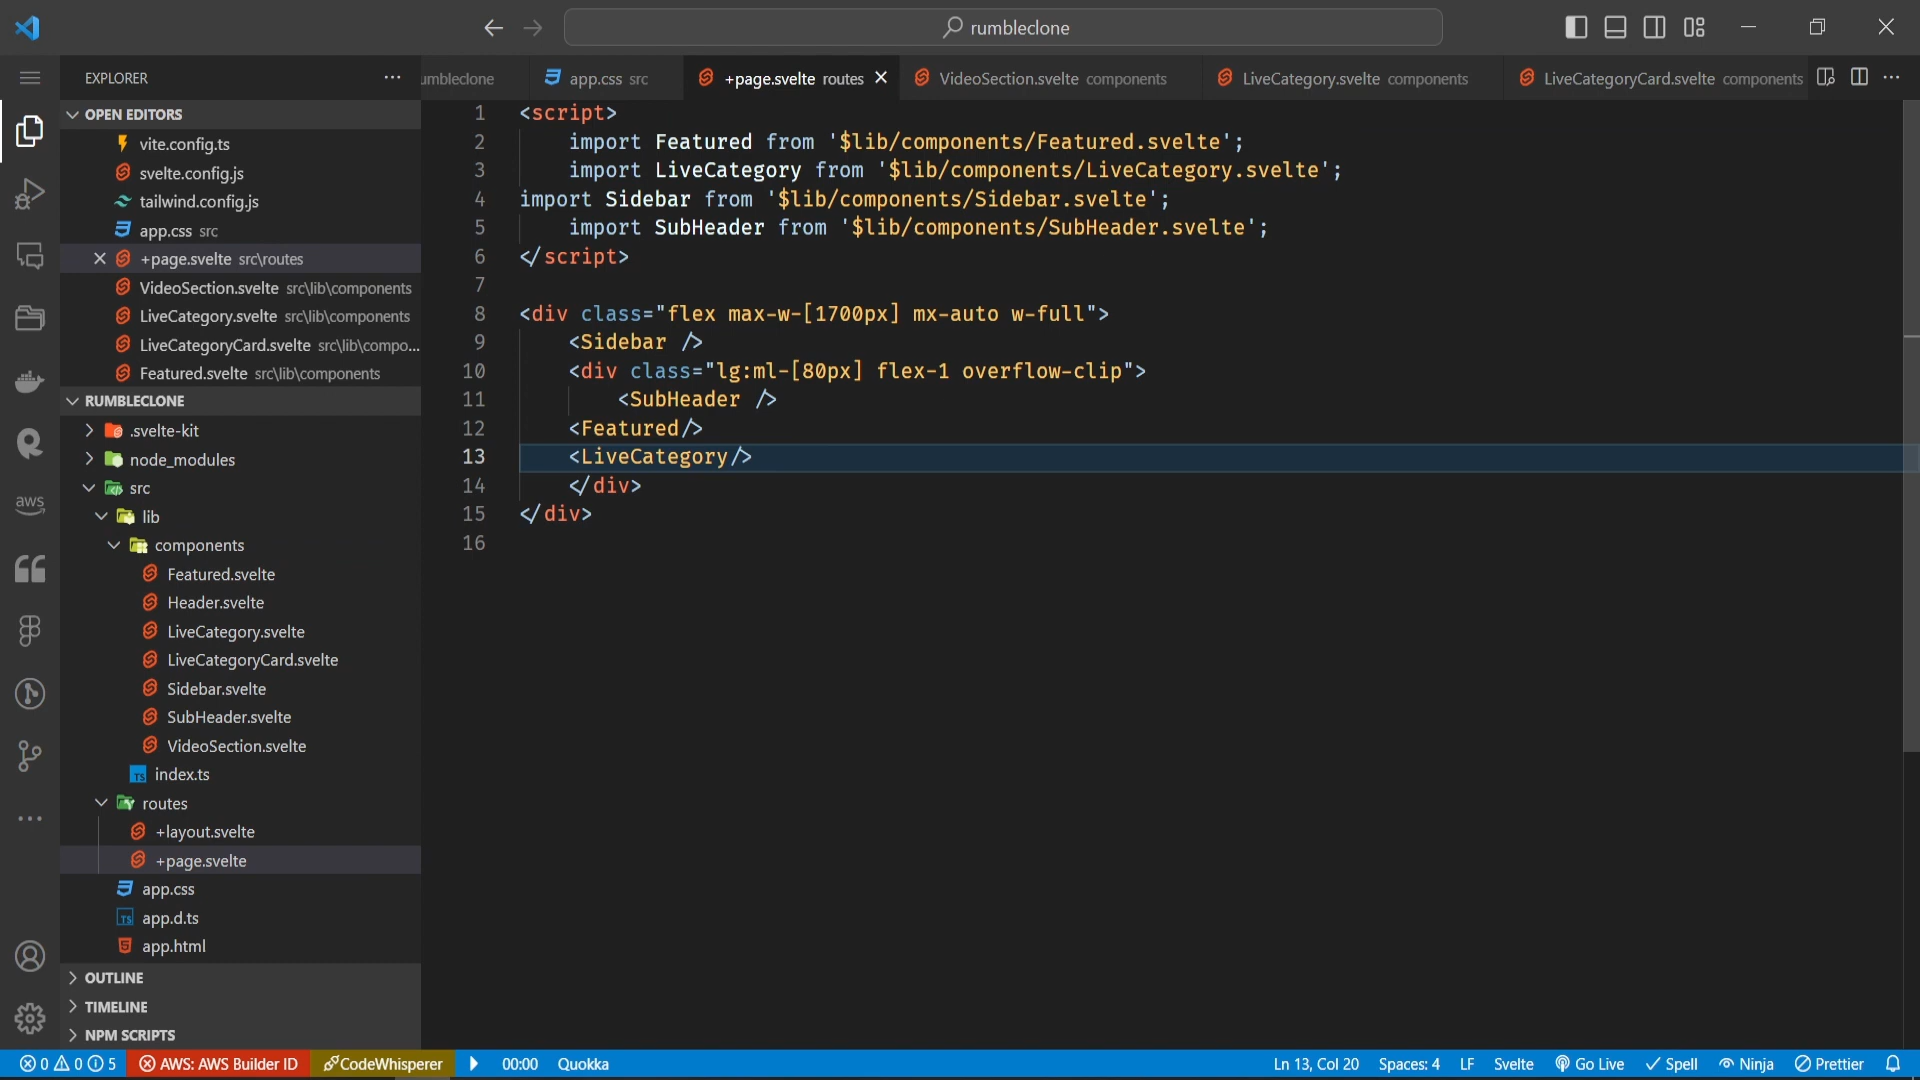 rumbleclone
EXPLORER
umbleclone
app.css src
+page.svelte routes
VideoSection.svelte components
LiveCategory.svelte components
LiveCategoryCard.svelte components
OPEN EDITORS
vite.config.ts
svelte.config.js
tailwind.config.js
app.css src
+page.svelte src\routes
VideoSection.svelte src\lib\components
LiveCategory.svelte src\lib\components
LiveCategoryCard.svelte src\lib\compo...
Featured.svelte src\lib\components
RUMBLECLONE
.svelte-kit
node_modules
src
lib
components
Featured.svelte
Header.svelte
LiveCategory.svelte
LiveCategoryCard.svelte
Sidebar.svelte
SubHeader.svelte
VideoSection.svelte
TS index.ts
routes
+layout.svelte
+page.svelte
app.css
TS app.d.ts
app.html
OUTLINE
TIMELINE
NPM SCRIPTS
aws
1 <script>
2 import Featured from '$lib/components/Featured.svelte';
3 import LiveCategory from '$lib/components/LiveCategory.svelte';
4 import Sidebar from '$lib/components/Sidebar.svelte';
5 import SubHeader from '$lib/components/SubHeader.svelte';
6 </script>
7
8 <div class="flex max-w-[1700px] mx-auto w-full">
9 <Sidebar />
10 <div class="lg:ml-[80px] flex-1 overflow-clip">
11 <SubHeader />
12 <Featured/>
13 <LiveCategory/>
14 </div>
15 </div>
16
0 0 5 AWS: AWS Builder ID CodeWhisperer 00:00 Quokka Ln 13, Col 20 Spaces: 4 LF Svelte Go Live Spell Ninja Prettier